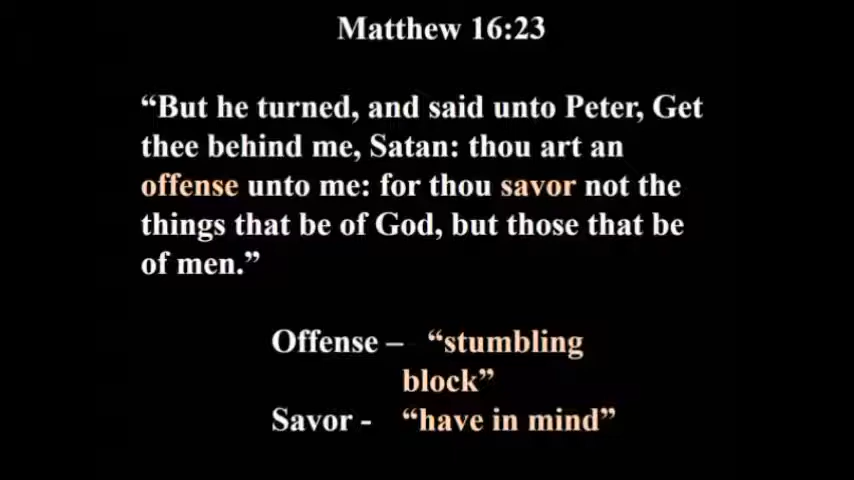 Matthew 16:23
“But he turned, and said unto Peter, Get
thee behind me, Satan: thou art an
offense unto me: for thou savor not the
things that be of God, but those that be
of men.”
Offense – “stumbling
block”
Savor - “have in mind”